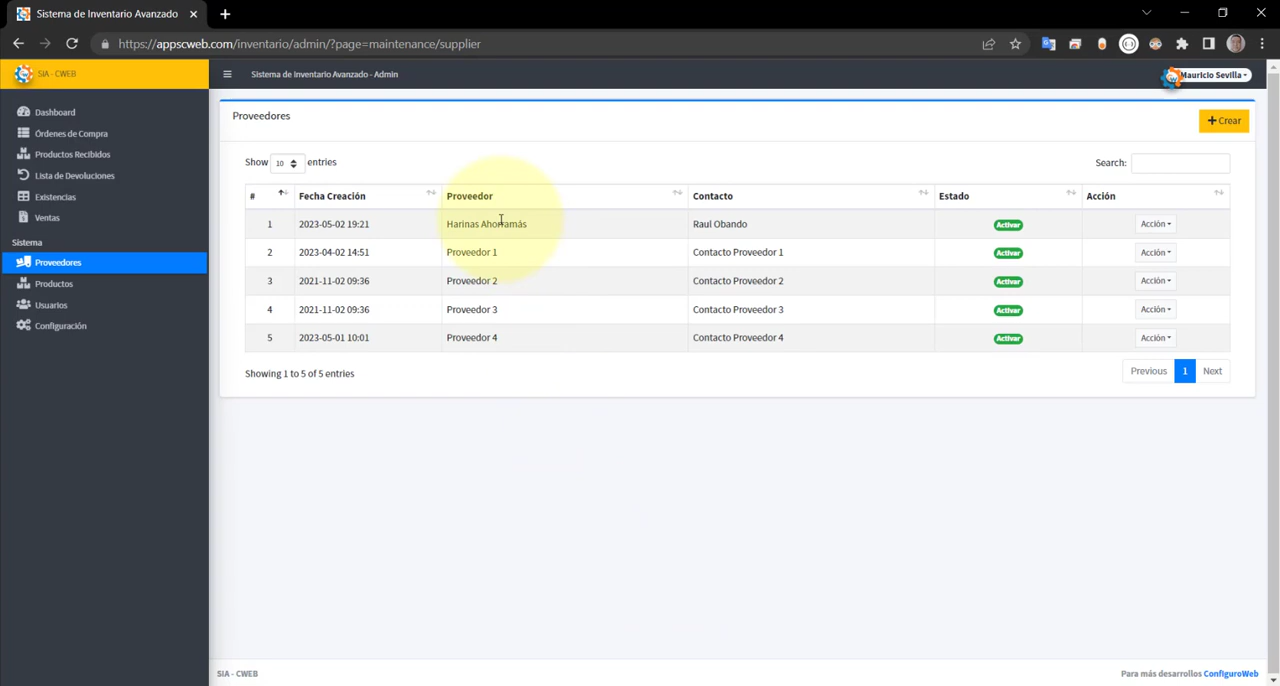 Sistema de Inventario Avanzado
https://appscweb.com/inventario/admin/?page=maintenance/supplier
SIA - CWEB
Sistema de Inventario Avanzado - Admin
Mauricio Sevilla
Dashboard
Órdenes de Compra
Productos Recibidos
Lista de Devoluciones
Existencias
Ventas
Sistema
Proveedores
Productos
Usuarios
Configuración
Proveedores
+ Crear
Show 10 entries
Search:
# Fecha Creación Proveedor Contacto Estado Acción
1 2023-05-02 19:21 Harinas Ahorramás Raul Obando Activar Acción
2 2023-04-02 14:51 Proveedor 1 Contacto Proveedor 1 Activar Acción
3 2021-11-02 09:36 Proveedor 2 Contacto Proveedor 2 Activar Acción
4 2021-11-02 09:36 Proveedor 3 Contacto Proveedor 3 Activar Acción
5 2023-05-01 10:01 Proveedor 4 Contacto Proveedor 4 Activar Acción
Showing 1 to 5 of 5 entries
Previous 1 Next
SIA - CWEB
Para más desarrollos ConfiguroWeb